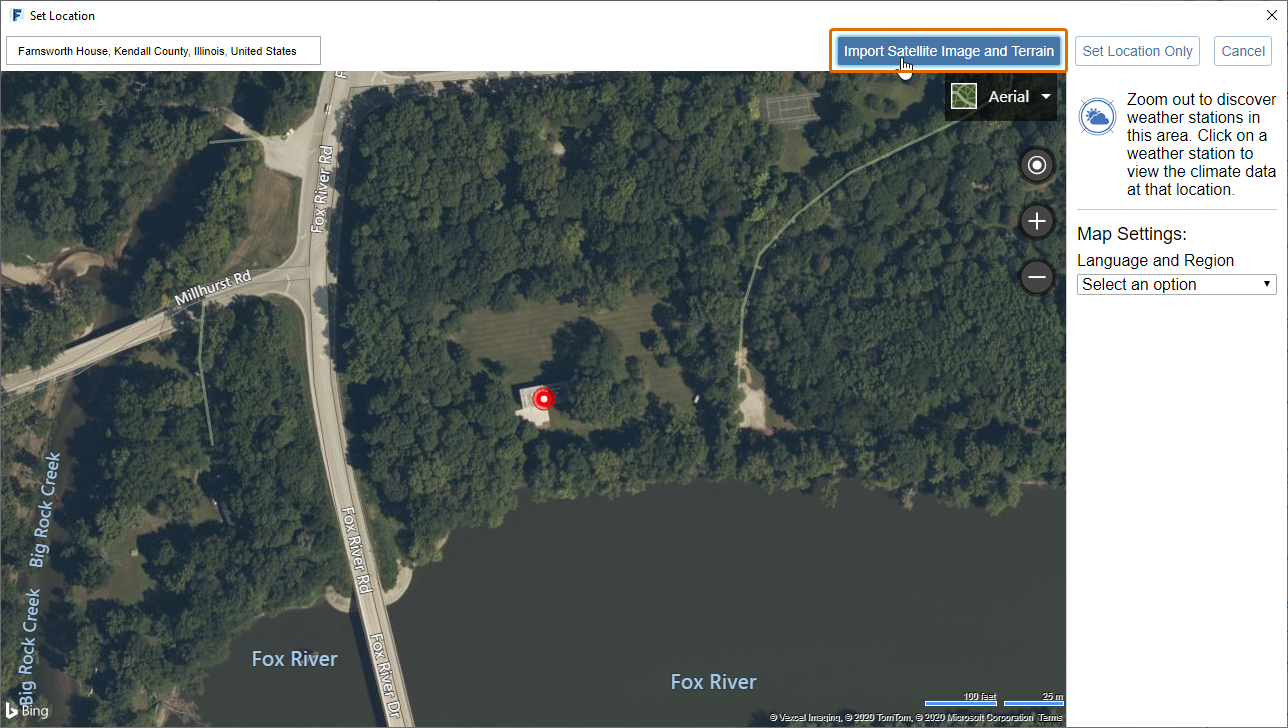 F Set Location
Farnsworth House, Kendall County, Illinois, United States
Import Satellite Image and Terrain
Set Location Only
Cancel
Aerial
Zoom out to discover
weather stations in
this area. Click on a
weather station to
view the climate data
at that location.
Map Settings:
Language and Region
Select an option
Fox River Rd
Millhurst Rd
Big Rock Creek
Fox River Rd
Big Rock Creek
Fox River Dr
Fox River
Fox River
100 feet
25 m
Bing
© Vexcel Imaging, © 2020 TomTom, © 2020 Microsoft Corporation Terms